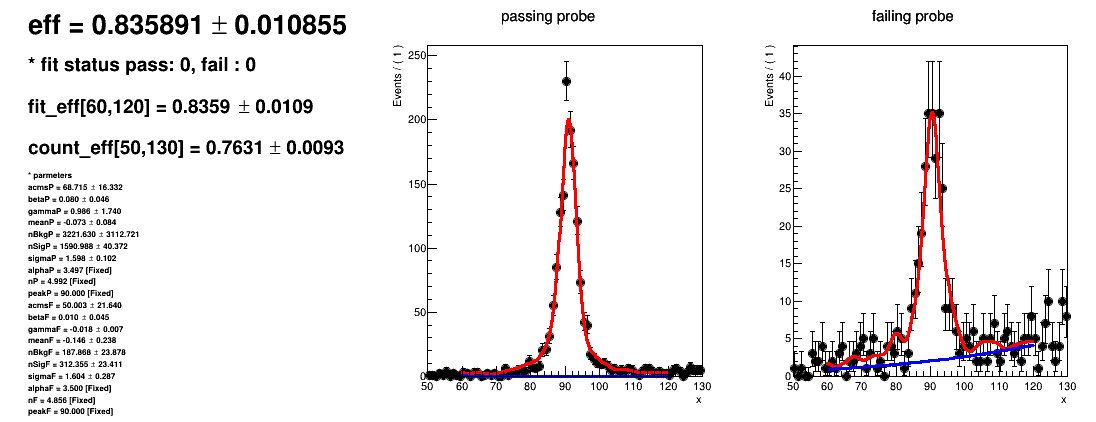 eff = 0.835891 ± 0.010855
* fit status pass: 0, fail : 0
fit_eff[60,120] = 0.8359 ± 0.0109
count_eff[50,130] = 0.7631 ± 0.0093
* parmeters
acmsP = 68.715 ± 16.332
betaP = 0.080 ± 0.046
gammaP = 0.986 ± 1.740
meanP = -0.073 ± 0.084
nBkgP = 3221.630 ± 3112.721
nSigP = 1590.988 ± 40.372
sigmaP = 1.598 ± 0.102
alphaP = 3.497 [Fixed]
nP = 4.992 [Fixed]
peakP = 90.000 [Fixed]
acmsF = 50.003 ± 21.640
betaF = 0.010 ± 0.045
gammaF = -0.018 ± 0.007
meanF = -0.146 ± 0.238
nBkgF = 187.868 ± 23.878
nSigF = 312.355 ± 23.411
sigmaF = 1.604 ± 0.287
alphaF = 3.500 [Fixed]
nF = 4.856 [Fixed]
peakF = 90.000 [Fixed]
passing probe
Events / ( 1 )
250
200
150
100
50
0
50 60 70 80 90 100 110 120 130
x
failing probe
Events / ( 1 )
40
35
30
25
20
15
10
5
0
50 60 70 80 90 100 110 120 130
x